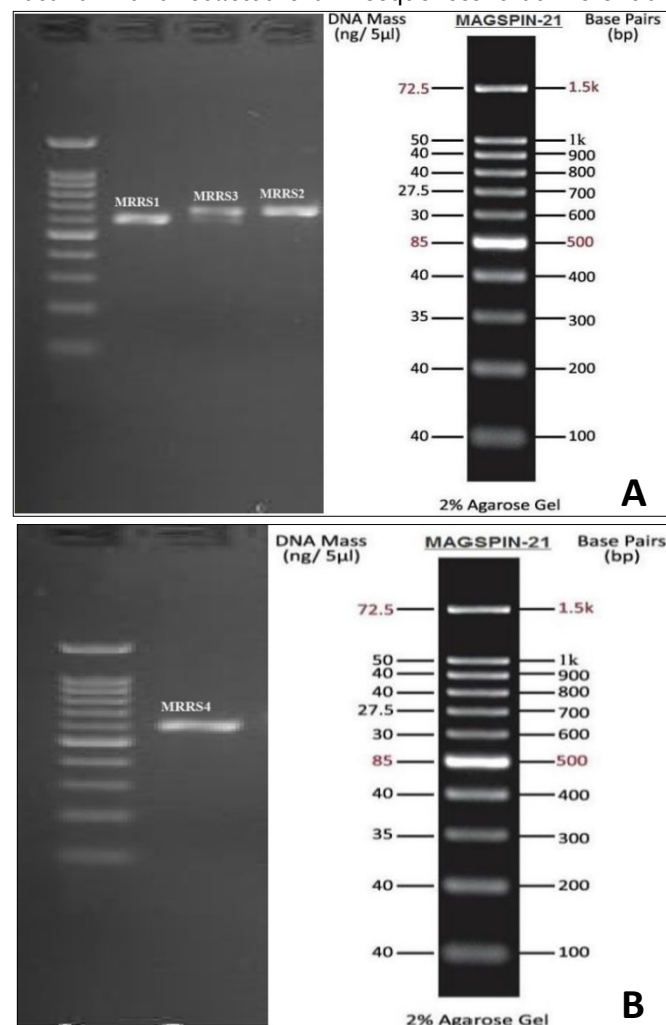 DNA Mass MAGSPIN-21 Base Pairs
(ng/ 5µl) (bp)
72.5 1.5k
50 1k
40 900
40 800
27.5 700
30 600
85 500
40 400
35 300
40 200
40 100
2% Agarose Gel
MRRS1 MRRS3 MRRS2
A
DNA Mass MAGSPIN-21 Base Pairs
(ng/ 5µl) (bp)
72.5 1.5k
50 1k
40 900
40 800
27.5 700
30 600
85 500
40 400
35 300
40 200
40 100
2% Agarose Gel
MRRS4
B